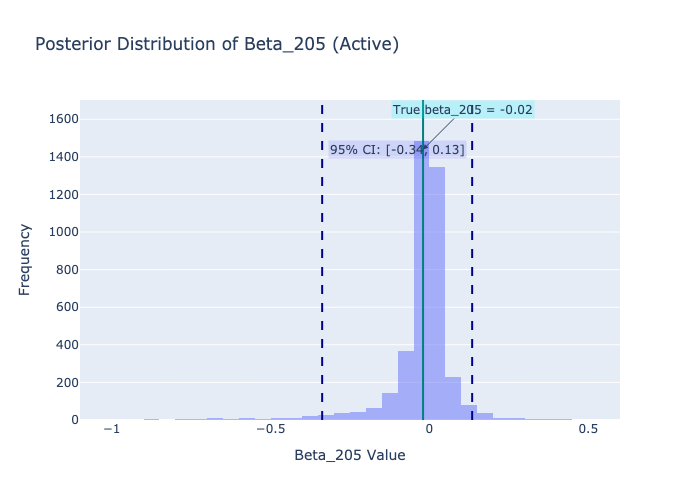 Posterior Distribution of Beta_205 (Active)
True beta_205 = -0.02
95% CI: [-0.34, 0.13]
1600
1400
1200
1000
800
600
400
200
0
Frequency
−1
−0.5
0
0.5
Beta_205 Value